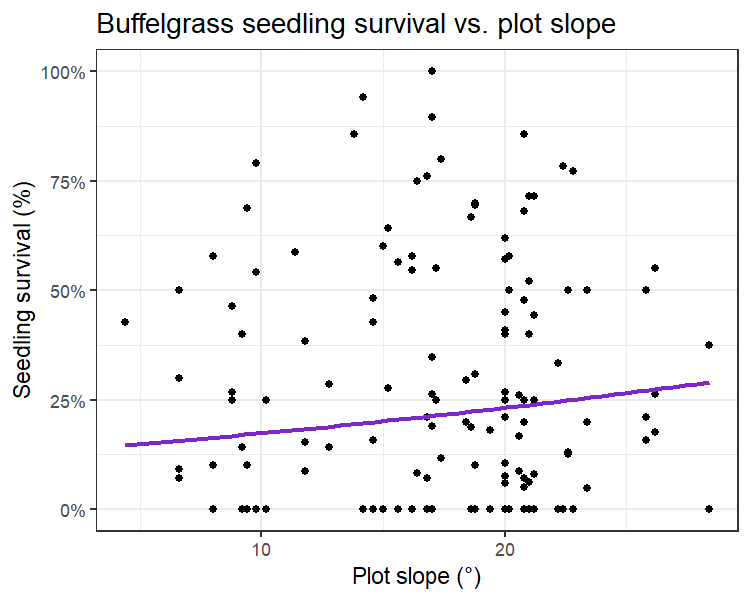 Buffelgrass seedling survival vs. plot slope
100%
75%
50%
25%
0%
Seedling survival (%)
10 20
Plot slope (°)